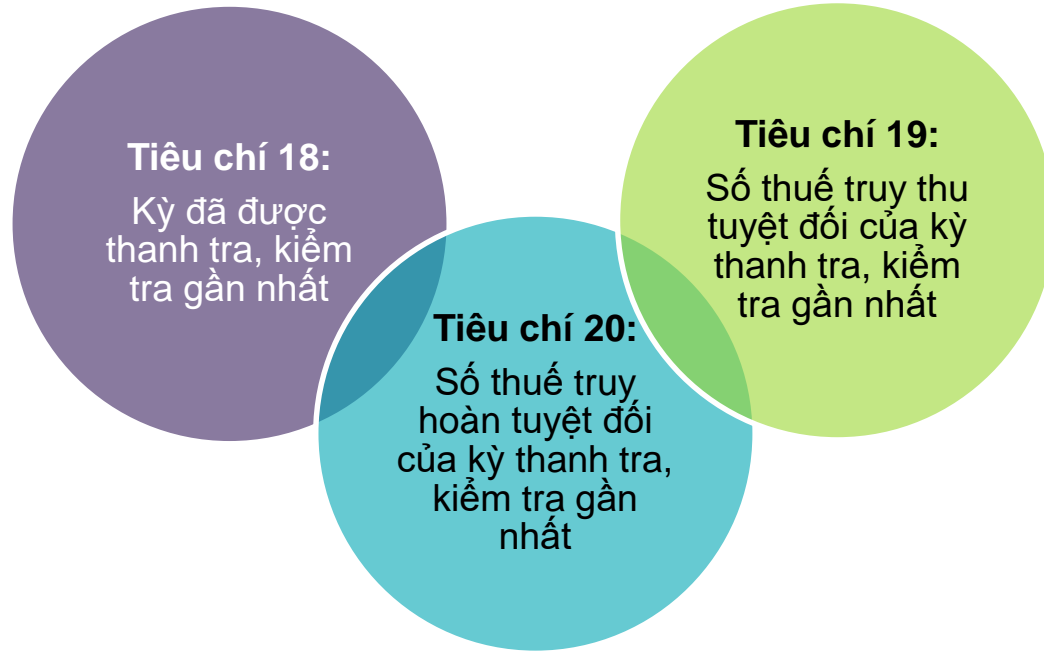 Tiêu chí 18:
Kỳ đã được
thanh tra, kiểm
tra gần nhất
Tiêu chí 19:
Số thuế truy thu
tuyệt đối của kỳ
thanh tra, kiểm
tra gần nhất
Tiêu chí 20:
Số thuế truy
hoàn tuyệt đối
của kỳ thanh tra,
kiểm tra gần
nhất